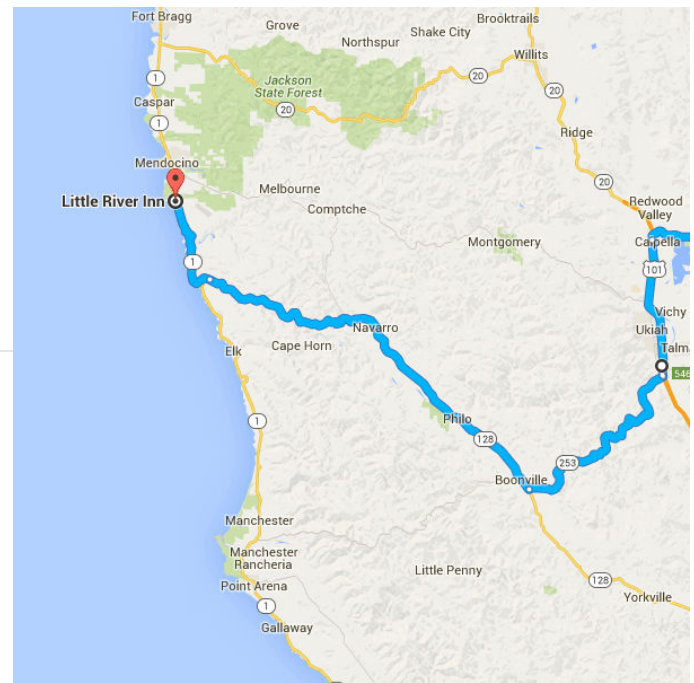 Fort Bragg
Grove
Brooktrails
Shake City
Northspur
Willits
1
Jackson
State Forest
20
20
20
Caspar
1
Ridge
Mendocino
20
Melbourne
Redwood
Valley
Little River Inn
Comptche
Montgomery
Calpella
1
101
Vichy
Navarro
Ukiah
Elk
Cape Horn
Talma
546
1
Philo
128
253
Boonville
Manchester
Manchester
Rancheria
Little Penny
Point Arena
128
Yorkville
1
Gallaway